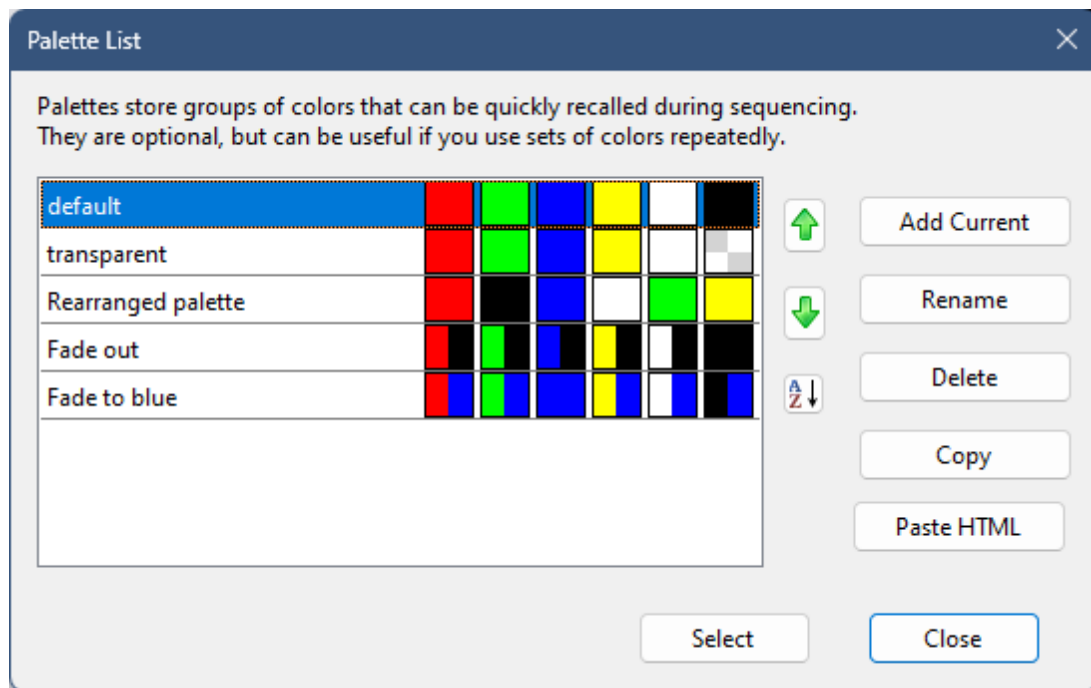 Palette List
Palettes store groups of colors that can be quickly recalled during sequencing.
They are optional, but can be useful if you use sets of colors repeatedly.
default
transparent
Rearranged palette
Fade out
Fade to blue
A
Z
Add Current
Rename
Delete
Copy
Paste HTML
Select
Close